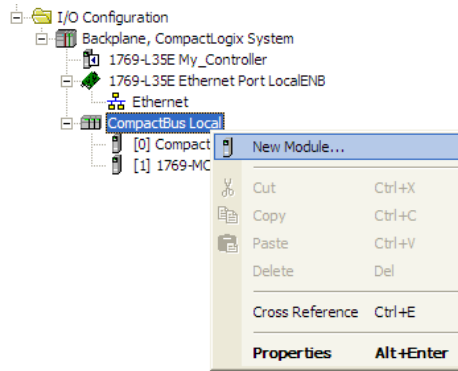 I/O Configuration
Backplane, CompactLogix System
1769-L35E My_Controller
1769-L35E Ethernet Port LocalENB
Ethernet
CompactBus Local
[0] Compact
[1] 1769-MO
New Module...
Cut Ctrl+X
Copy Ctrl+C
Paste Ctrl+V
Delete Del
Cross Reference Ctrl+E
Properties Alt+Enter